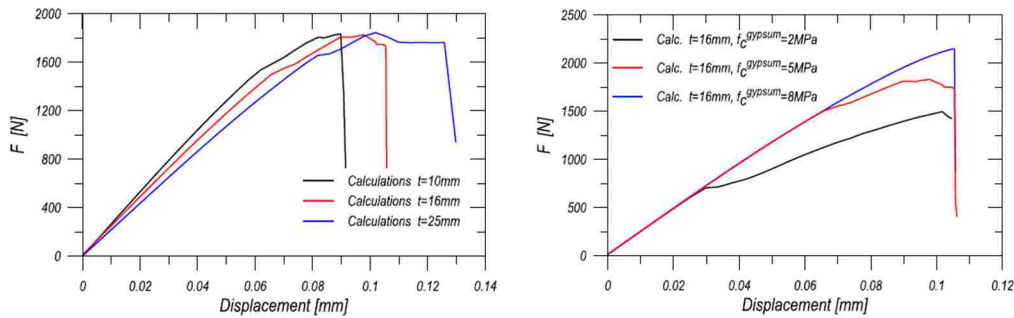 2000
1600
1200
800
400
0
F [N]
Calculations t=10mm
Calculations t=16mm
Calculations t=25mm
0 0.02 0.04 0.06 0.08 0.1 0.12 0.14
Displacement [mm]
2500
2000
1500
1000
500
0
F [N]
Calc. t=16mm, fc^gypsum=2MPa
Calc. t=16mm, fc^gypsum=5MPa
Calc. t=16mm, fc^gypsum=8MPa
0 0.02 0.04 0.06 0.08 0.1 0.12
Displacement [mm]